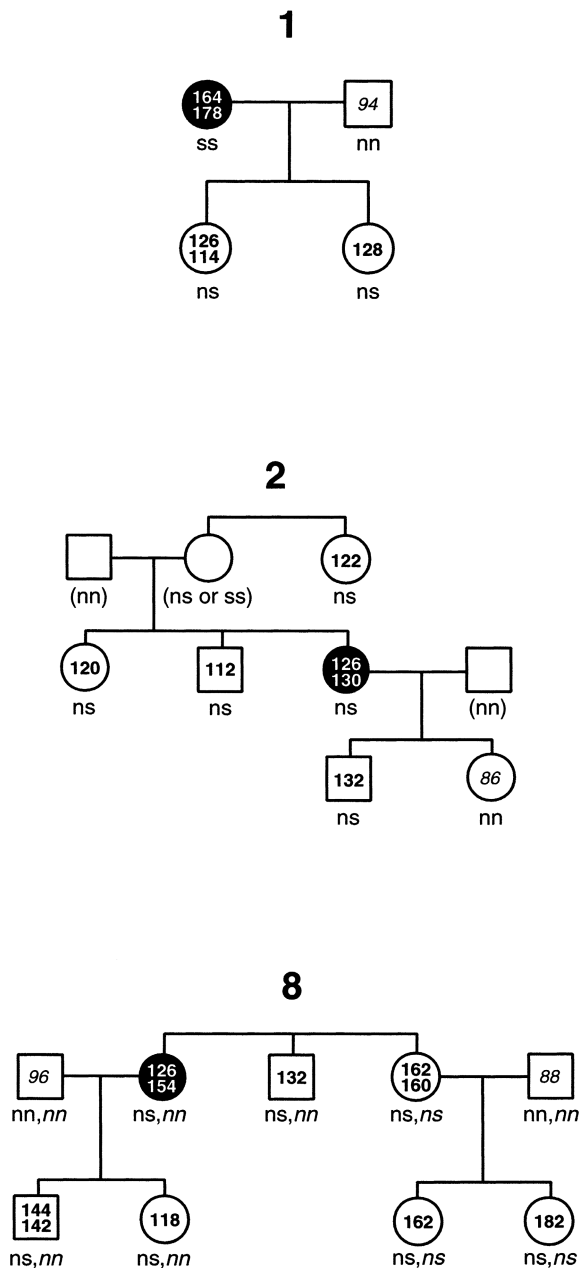 1
164 94
178
ss nn
126 128
114
ns ns
2
122
(nn) (ns or ss) ns
120 112 126
130
ns ns ns (nn)
132 86
ns nn
8
96 126 132 162 88
154 160
nn,nn ns,nn ns,nn ns,ns nn,nn
144 118 162 182
142
ns,nn ns,nn ns,ns ns,ns